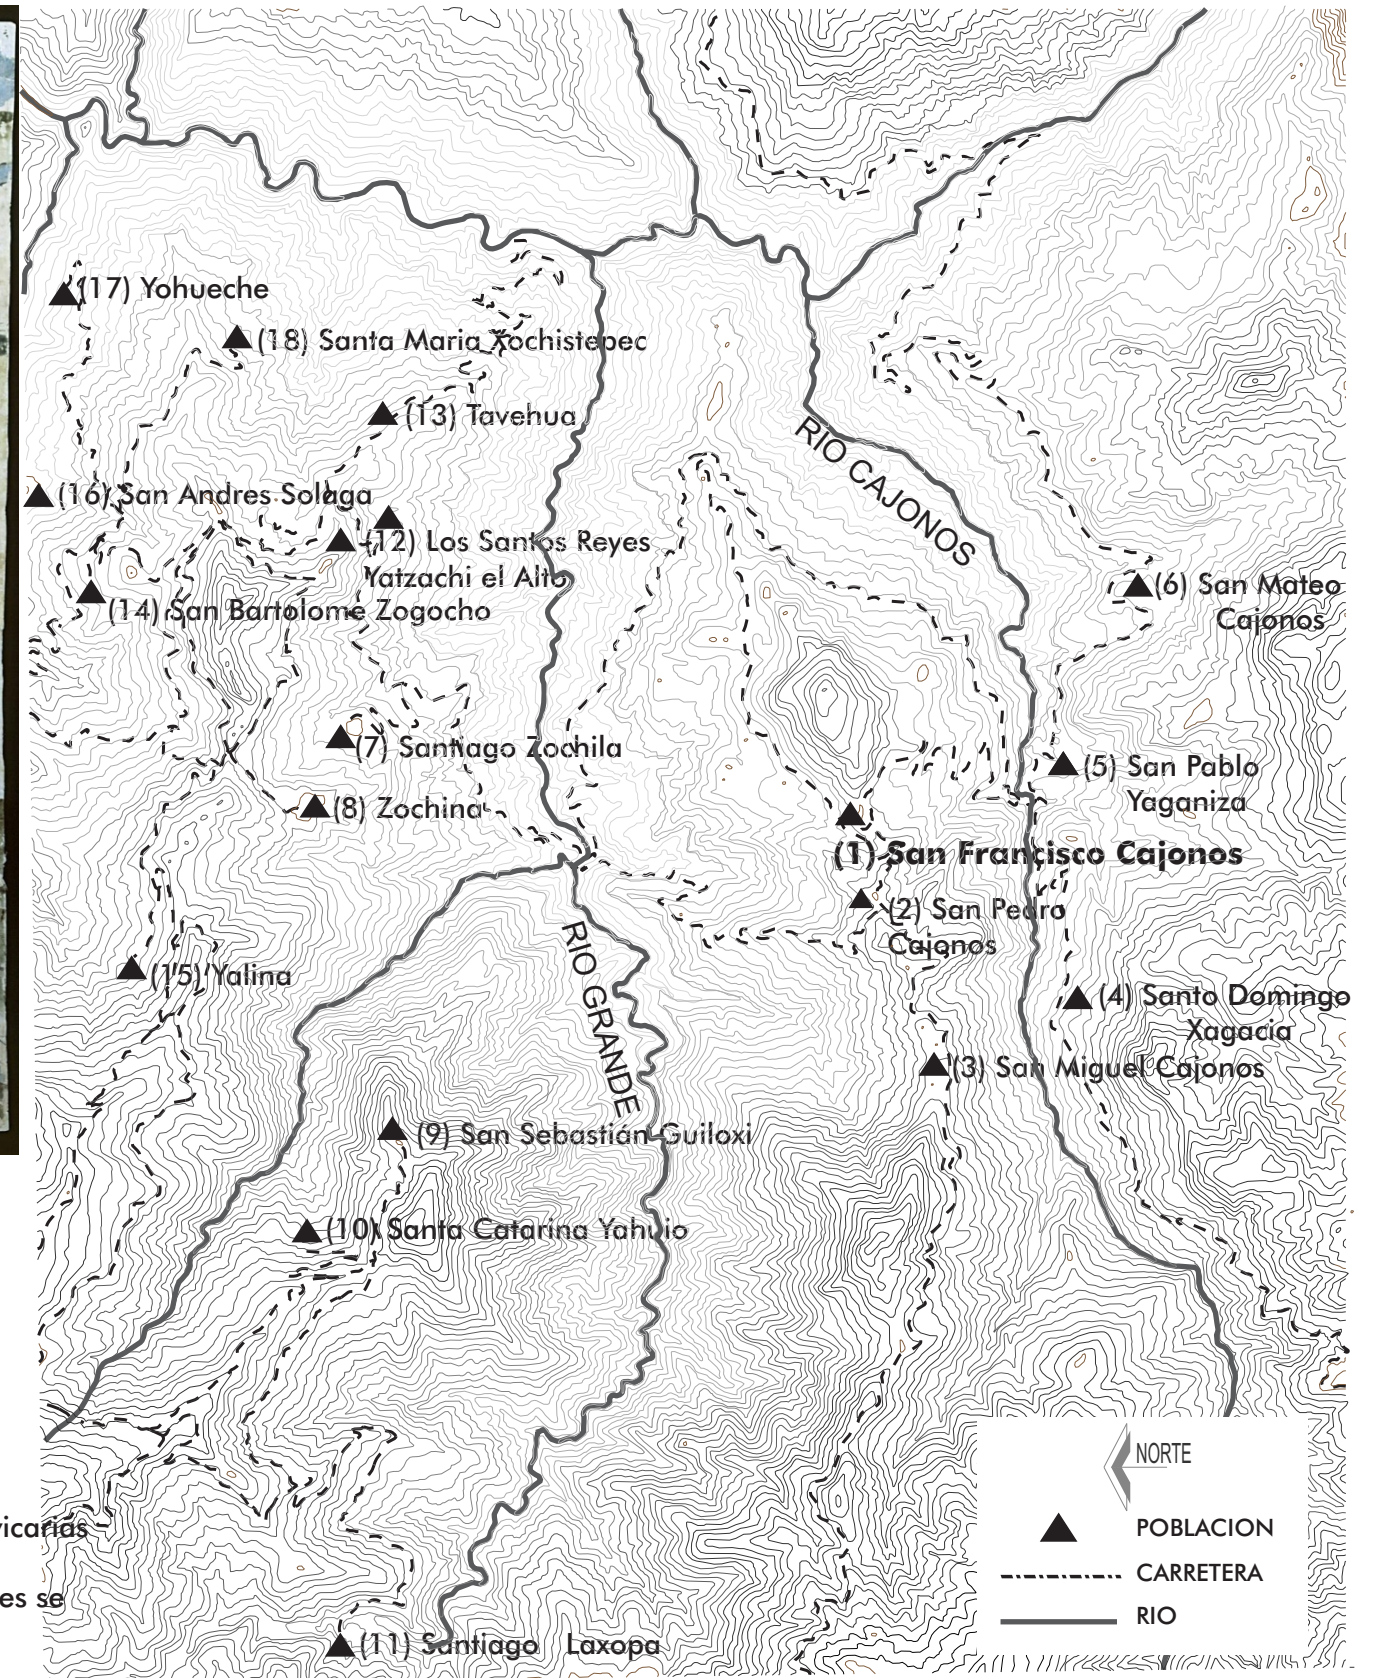 (17) Yohueche
(18) Santa Maria Xochistepec
(13) Tavehua
RIO CAJONOS
(16) San Andres Solaga
(12) Los Santos Reyes
Yatzachi el Alto
(14) San Bartolome Zogocho
(6) San Mateo
Cajonos
(7) Santiago Zochila
(5) San Pablo
Yaganiza
(8) Zochina
(1) San Francisco Cajonos
(2) San Pedro
Cajonos
RIO GRANDE
(15) Yalina
(4) Santo Domingo
Xagacia
(3) San Miguel Cajonos
(9) San Sebastián Guiloxi
(10) Santa Catarina Yahuio
NORTE
POBLACION
CARRETERA
RIO
vicarias
es se
(11) Santiago Laxopa